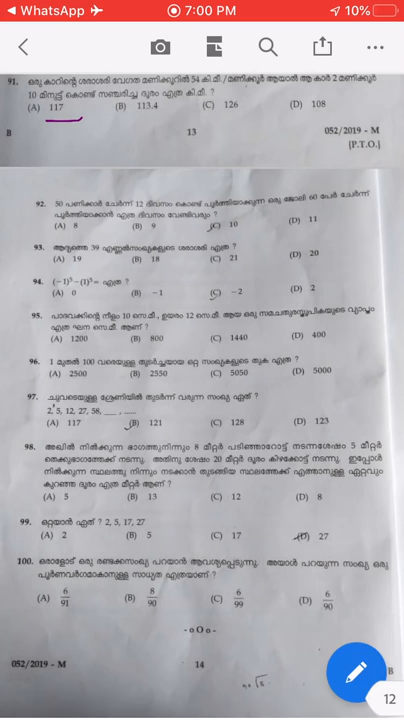 WhatsApp
7:00 PM
10%
91. ഒരു കാറിന്റെ ശരാശരി വേഗത മണിക്കൂറിൽ 54 കി.മീ./മണിക്കൂർ ആയാൽ ആ കാർ 2 മണിക്കൂർ
10 മിനുട്ട് കൊണ്ട് സഞ്ചരിച്ച ദൂരം എത്ര കി.മീ. ?
(A) 117 (B) 113.4 (C) 126 (D) 108
B 13 052/2019 - M
[P.T.O.]
92. 50 പണിക്കാർ ചേർന്ന് 12 ദിവസം കൊണ്ട് പൂർത്തിയാക്കുന്ന ഒരു ജോലി 60 പേർ ചേർന്ന്
പൂർത്തിയാക്കാൻ എത്ര ദിവസം വേണ്ടിവരും ?
(A) 8 (B) 9 (C) 10 (D) 11
93. ആദ്യത്തെ 39 എണ്ണൽസംഖ്യകളുടെ ശരാശരി എത്ര ?
(A) 19 (B) 18 (C) 21 (D) 20
94. (−1)⁵ − (1)⁵ = എത്ര ?
(A) 0 (B) −1 (C) −2 (D) 2
95. പാദവക്കിന്റെ നീളം 10 സെ.മീ., ഉയരം 12 സെ.മീ. ആയ ഒരു സമചതുരസ്തൂപികയുടെ വ്യാപ്തം
എത്ര ഘന സെ.മീ. ആണ് ?
(A) 1200 (B) 800 (C) 1440 (D) 400
96. 1 മുതൽ 100 വരെയുള്ള തുടർച്ചയായ ഒറ്റ സംഖ്യകളുടെ തുക എത്ര ?
(A) 2500 (B) 2550 (C) 5050 (D) 5000
97. ചുവടെയുള്ള ശ്രേണിയിൽ തുടർന്ന് വരുന്ന സംഖ്യ ഏത് ?
2, 5, 12, 27, 58, ___, ___
(A) 117 (B) 121 (C) 128 (D) 123
98. അഖിൽ നിൽക്കുന്ന ഭാഗത്തുനിന്നും 8 മീറ്റർ പടിഞ്ഞാറോട്ട് നടന്നശേഷം 5 മീറ്റർ
തെക്കുഭാഗത്തേക്ക് നടന്നു. അതിനു ശേഷം 20 മീറ്റർ ദൂരം കിഴക്കോട്ട് നടന്നു. ഇപ്പോൾ
നിൽക്കുന്ന സ്ഥലത്തു നിന്നും നടക്കാൻ തുടങ്ങിയ സ്ഥലത്തേക്ക് എത്താനുള്ള ഏറ്റവും
കുറഞ്ഞ ദൂരം എത്ര മീറ്റർ ആണ് ?
(A) 5 (B) 13 (C) 12 (D) 8
99. ഒറ്റയാൻ ഏത് ? 2, 5, 17, 27
(A) 2 (B) 5 (C) 17 (D) 27
100. ഒരാളോട് ഒരു രണ്ടക്കസംഖ്യ പറയാൻ ആവശ്യപ്പെടുന്നു. അയാൾ പറയുന്ന സംഖ്യ ഒരു
പൂർണവർഗമാകാനുള്ള സാധ്യത എത്രയാണ് ?
(A) 6/91 (B) 8/90 (C) 6/99 (D) 6/90
- o O o -
052/2019 - M 14 B
12